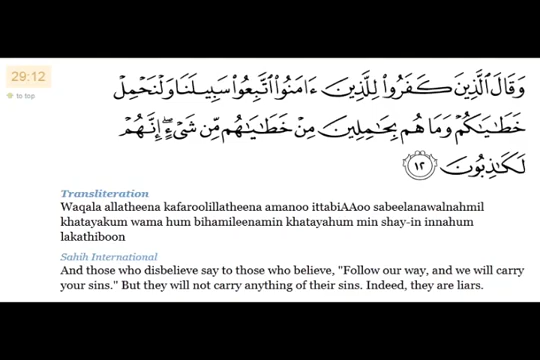 29:12
to top
وَقَالَ ٱلَّذِينَ كَفَرُوا۟ لِلَّذِينَ ءَامَنُوا۟ ٱتَّبِعُوا۟ سَبِيلَنَا وَلْنَحْمِلْ
خَطَـٰيَـٰكُمْ وَمَا هُم بِحَـٰمِلِينَ مِنْ خَطَـٰيَـٰهُم مِّن شَىْءٍ ۖ إِنَّهُمْ
لَكَـٰذِبُونَ ١٢
Transliteration
Waqala allatheena kafaroolillatheena amanoo ittabiAAoo sabeelanawalnahmil
khatayakum wama hum bihamileenamin khatayahum min shay-in innahum
lakathiboon
Sahih International
And those who disbelieve say to those who believe, "Follow our way, and we will carry
your sins." But they will not carry anything of their sins. Indeed, they are liars.